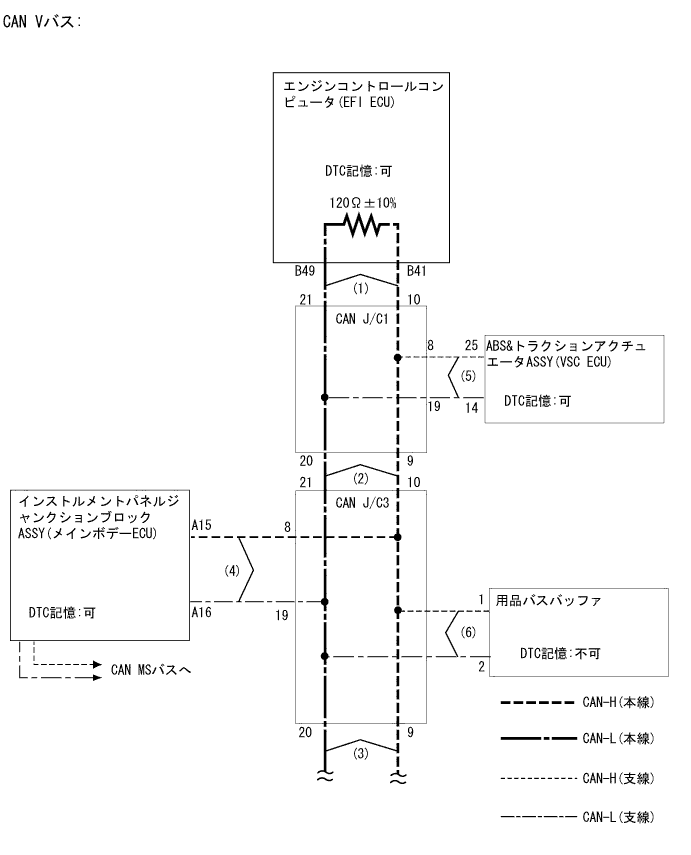 CAN Vバス:
エンジンコントロールコン
ピュータ(EFI ECU)
DTC記憶:可
120Ω±10%
B49
B41
(1)
21
10
CAN J/C1
8
25
ABS&トラクションアクチュ
エータASSY(VSC ECU)
(5)
DTC記憶:可
19
14
20
9
(2)
21
10
CAN J/C3
インストルメントパネルジ
ャンクションブロック
ASSY(メインボデーECU)
A15
8
(4)
DTC記憶:可
A16
19
1
用品バスバッファ
(6)
DTC記憶:不可
2
CAN MSバスへ
CAN-H(本線)
20
9
CAN-L(本線)
(3)
CAN-H(支線)
CAN-L(支線)